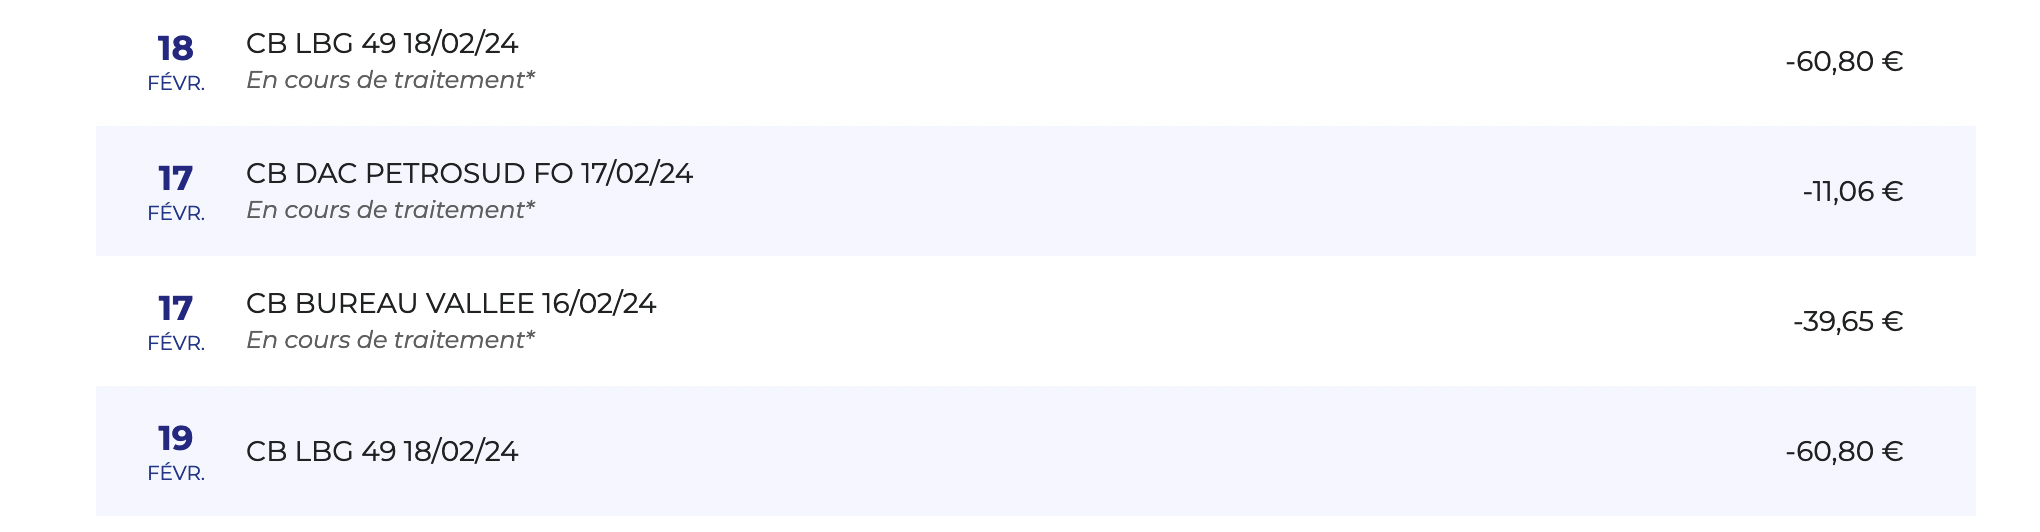 18
FÉVR.
CB LBG 49 18/02/24
En cours de traitement*
-60,80 €
17
FÉVR.
CB DAC PETROSUD FO 17/02/24
En cours de traitement*
-11,06 €
17
FÉVR.
CB BUREAU VALLEE 16/02/24
En cours de traitement*
-39,65 €
19
FÉVR.
CB LBG 49 18/02/24
-60,80 €